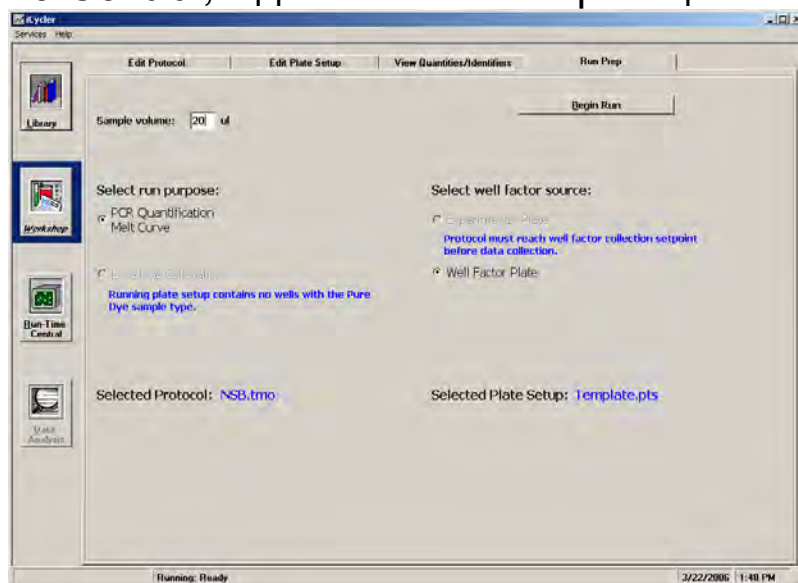 iCycler
Services Help
Edit Protocol
Edit Plate Setup
View Quantities/Identifiers
Run Prep
Library
Workshop
Run-Time
Central
Data
Analysis
Sample volume: 20 ul
Begin Run
Select run purpose:
PCR Quantification
Melt Curve
Running plate setup contains no wells with the Pure
Dye sample type.
Select well factor source:
Experimental Plate
Protocol must reach well factor collection setpoint
before data collection.
Well Factor Plate
Selected Protocol: NSB.tmo
Selected Plate Setup: Template.pts
Running: Ready
3/22/2006 1:40 PM